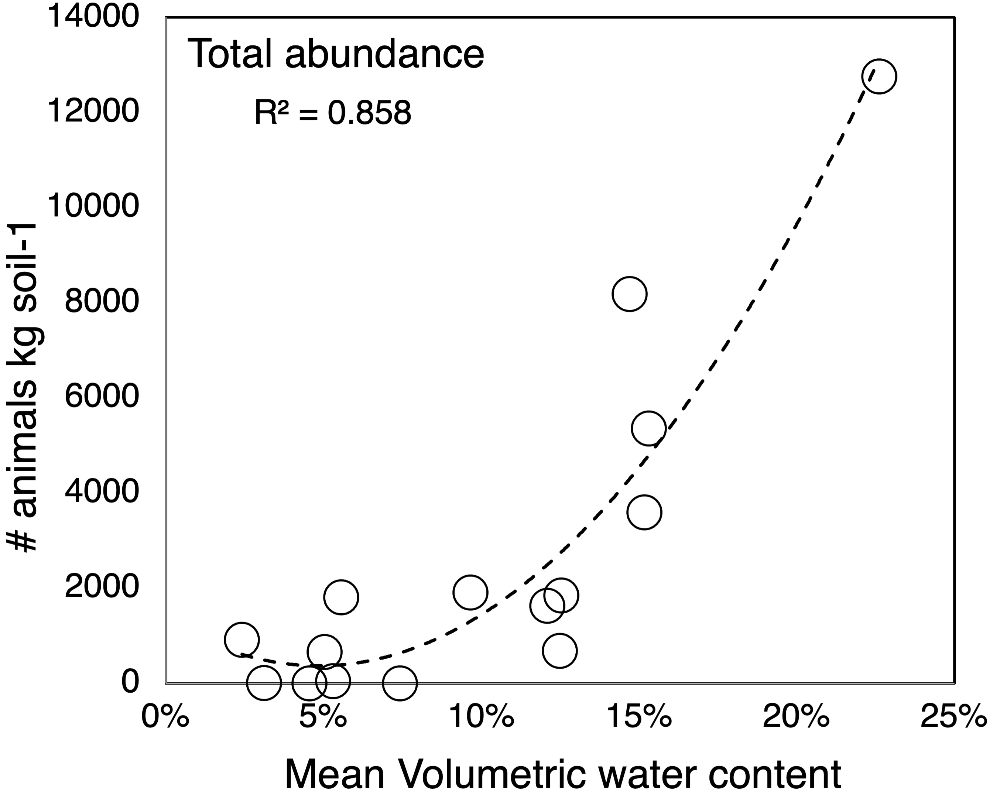 14000
Total abundance
R² = 0.858
12000
10000
8000
6000
4000
2000
0
# animals kg soil-1
0% 5% 10% 15% 20% 25%
Mean Volumetric water content